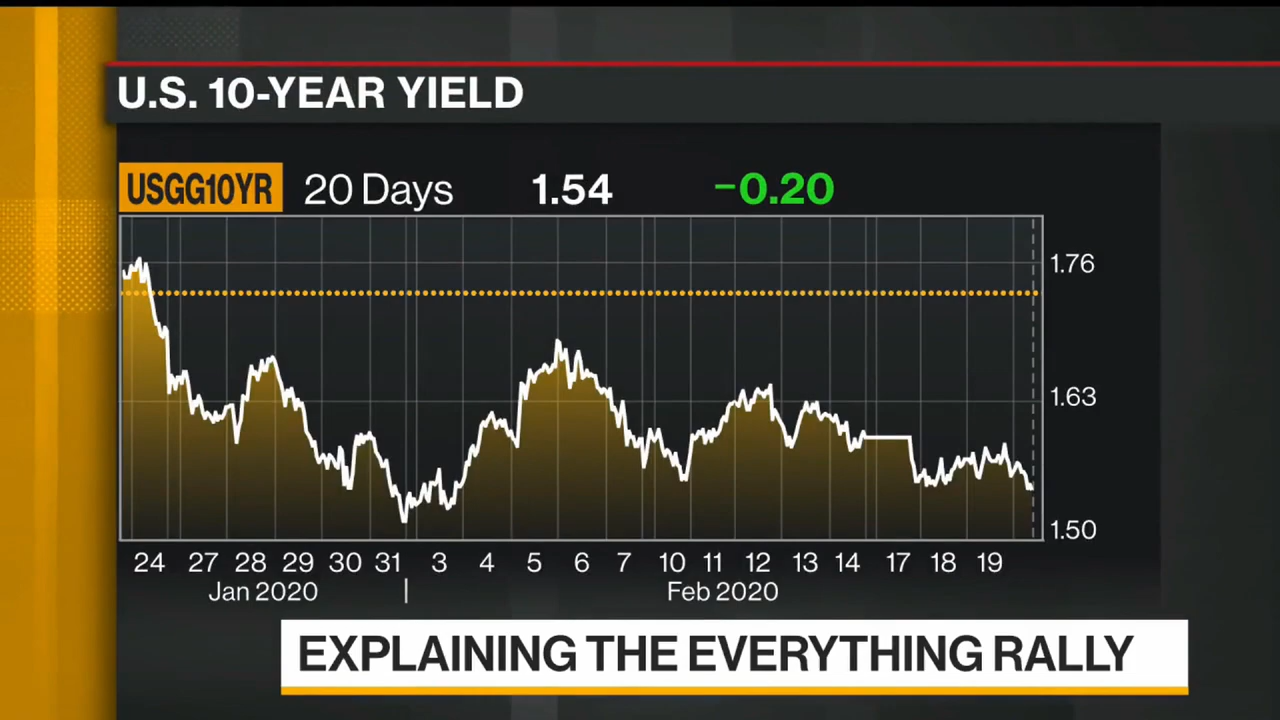 U.S. 10-YEAR YIELD
USGG10YR 20 Days 1.54 -0.20
1.76
1.63
1.50
24 27 28 29 30 31 3 4 5 6 7 10 11 12 13 14 17 18 19
Jan 2020 | Feb 2020
EXPLAINING THE EVERYTHING RALLY